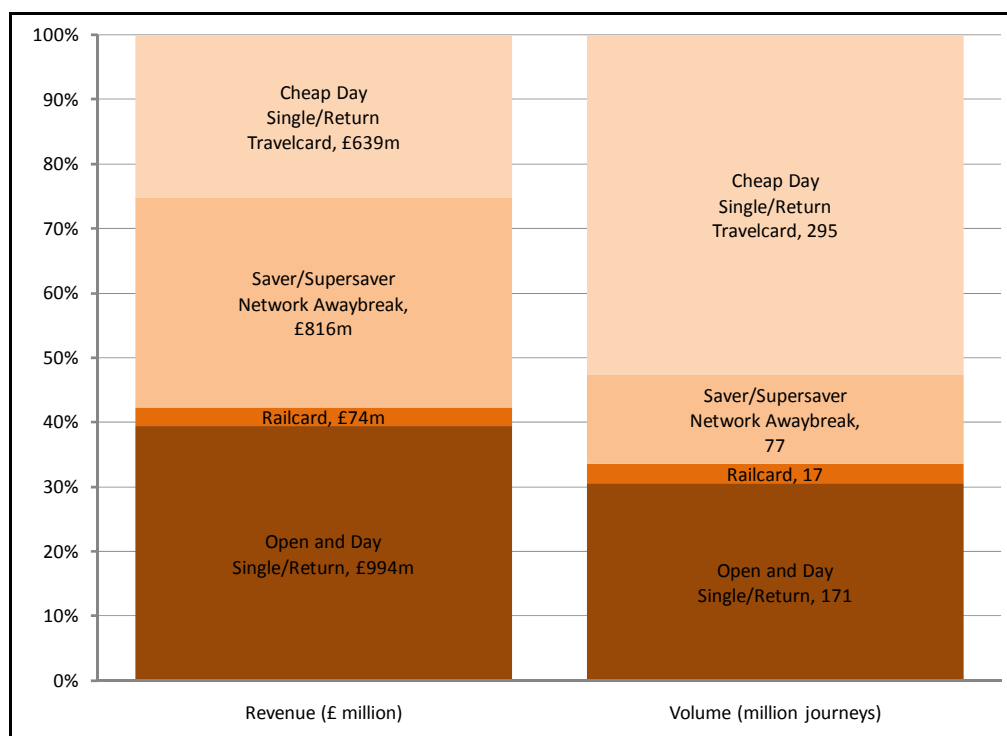 100%
90%
80%
70%
60%
50%
40%
30%
20%
10%
0%
Cheap Day
Single/Return
Travelcard, £639m
Saver/Supersaver
Network Awaybreak,
£816m
Railcard, £74m
Open and Day
Single/Return, £994m
Cheap Day
Single/Return
Travelcard, 295
Saver/Supersaver
Network Awaybreak,
77
Railcard, 17
Open and Day
Single/Return, 171
Revenue (£ million)
Volume (million journeys)